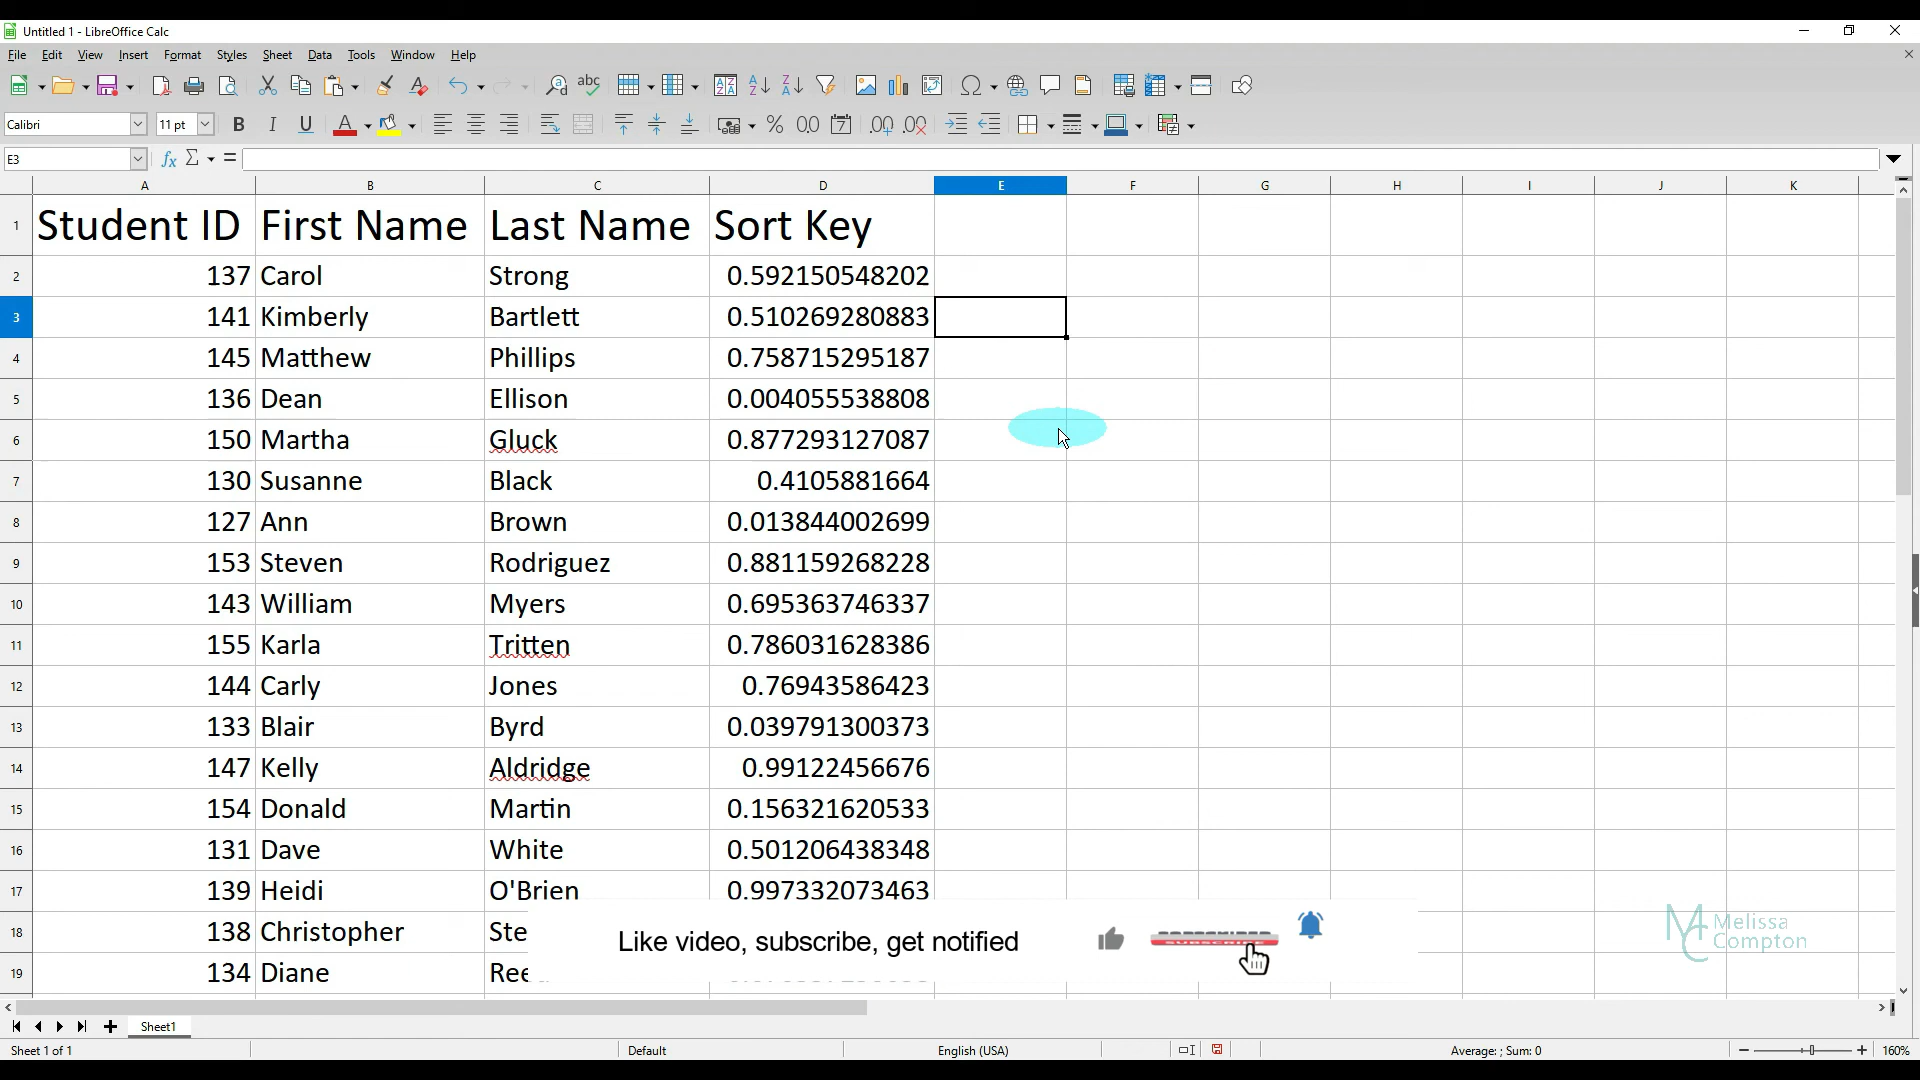 Untitled 1 - LibreOffice Calc
File Edit View Insert Format Styles Sheet Data Tools Window Help
Calibri 11 pt
E3
A B C D E F G H I J K
1 Student ID First Name Last Name Sort Key
2 137 Carol Strong 0.592150548202
3 141 Kimberly Bartlett 0.510269280883
4 145 Matthew Phillips 0.758715295187
5 136 Dean Ellison 0.004055538808
6 150 Martha Gluck 0.877293127087
7 130 Susanne Black 0.4105881664
8 127 Ann Brown 0.013844002699
9 153 Steven Rodriguez 0.881159268228
10 143 William Myers 0.695363746337
11 155 Karla Tritten 0.786031628386
12 144 Carly Jones 0.76943586423
13 133 Blair Byrd 0.039791300373
14 147 Kelly Aldridge 0.99122456676
15 154 Donald Martin 0.156321620533
16 131 Dave White 0.501206438348
17 139 Heidi O'Brien 0.997332073463
18 138 Christopher Ste
19 134 Diane Ree
Like video, subscribe, get notified
SUBSCRIBE
Melissa
Compton
Sheet1
Sheet 1 of 1 Default English (USA) Average: ; Sum: 0 160%